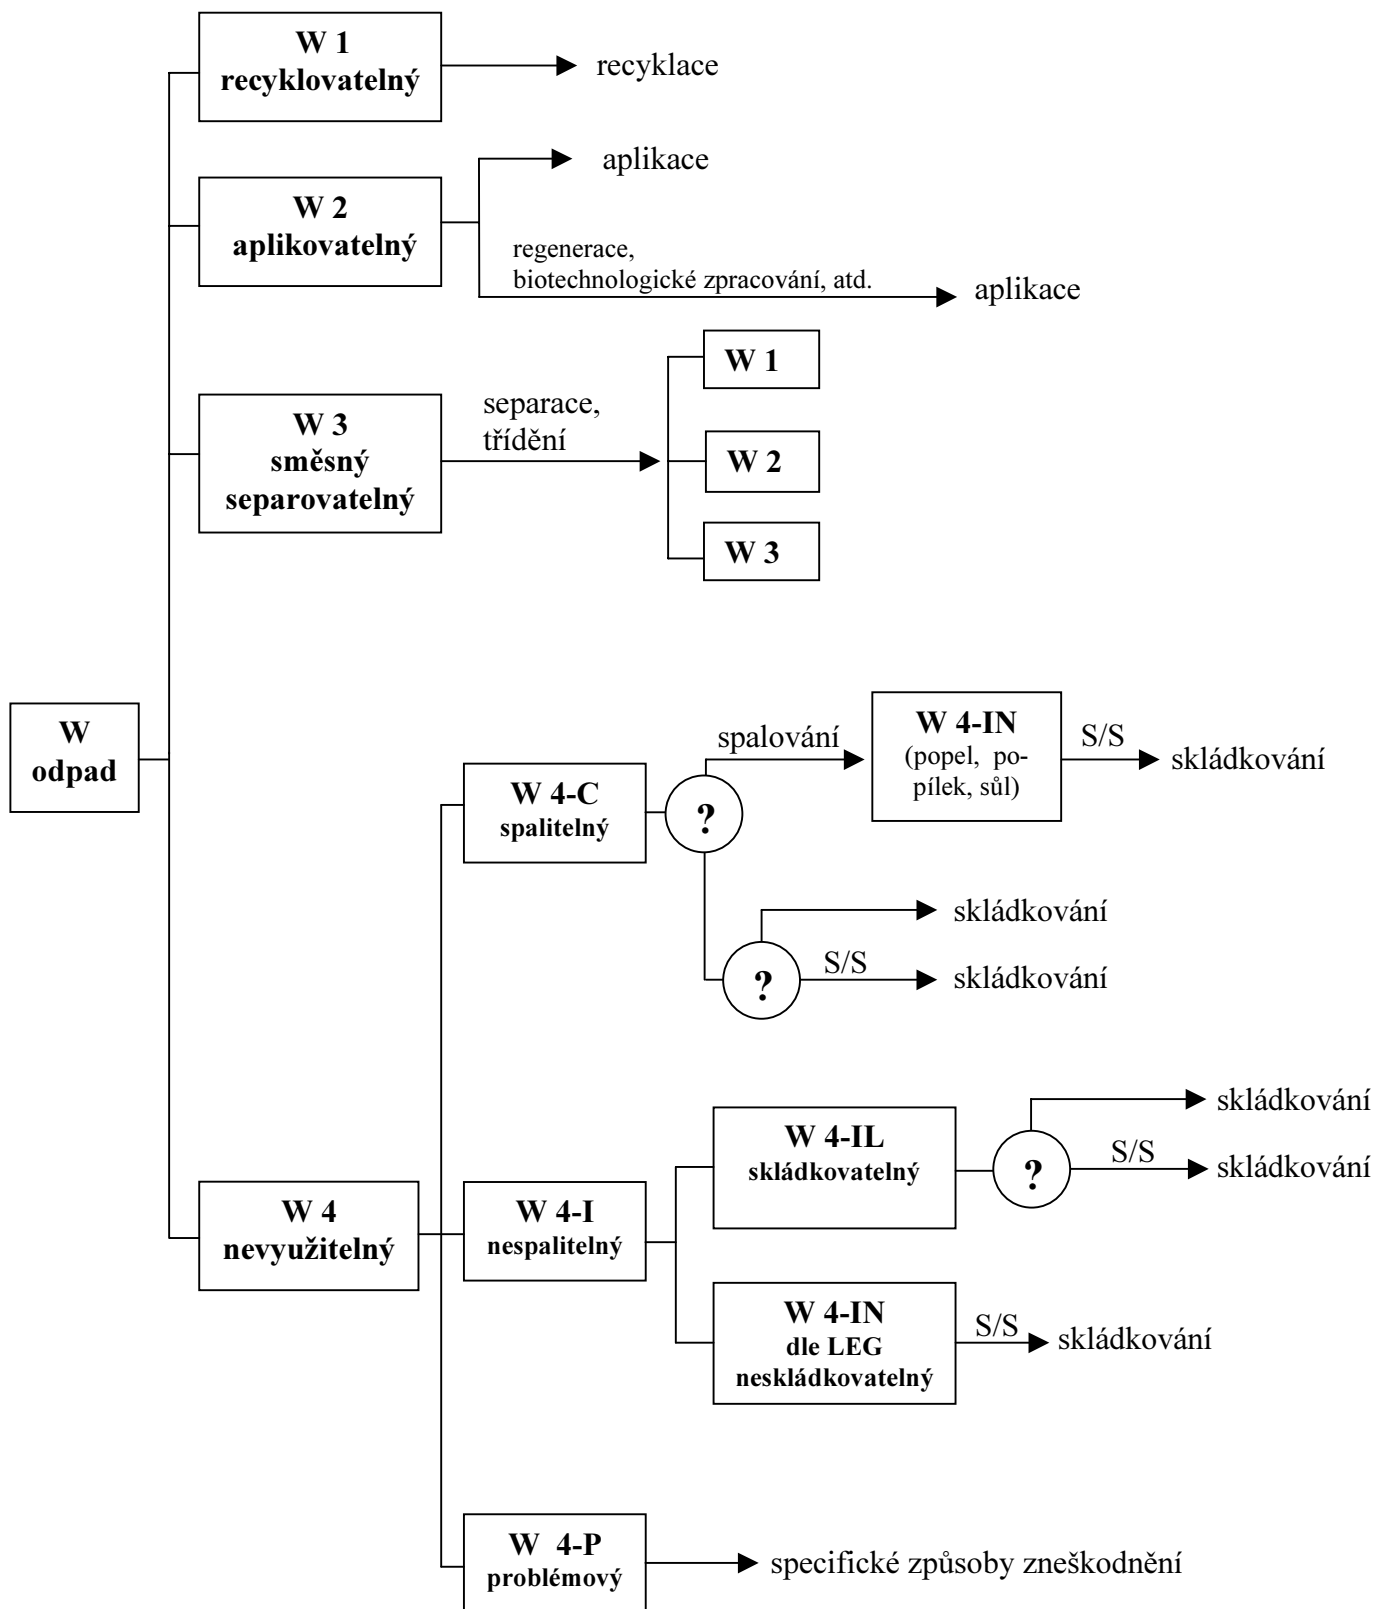 W 1
recyklovatelný
recyklace
W 2
aplikovatelný
aplikace
regenerace,
biotechnologické zpracování, atd.
aplikace
W 3
směsný
separovatelný
separace,
třídění
W 1
W 2
W 3
W
odpad
W 4-C
spalitelný
?
spalování
W 4-IN
(popel, po-
pílek, sůl)
S/S
skládkování
?
skládkování
S/S
skládkování
W 4
nevyužitelný
W 4-I
nespalitelný
W 4-IL
skládkovatelný
?
skládkování
S/S
skládkování
W 4-IN
dle LEG
neskládkovatelný
S/S
skládkování
W 4-P
problémový
specifické způsoby zneškodnění